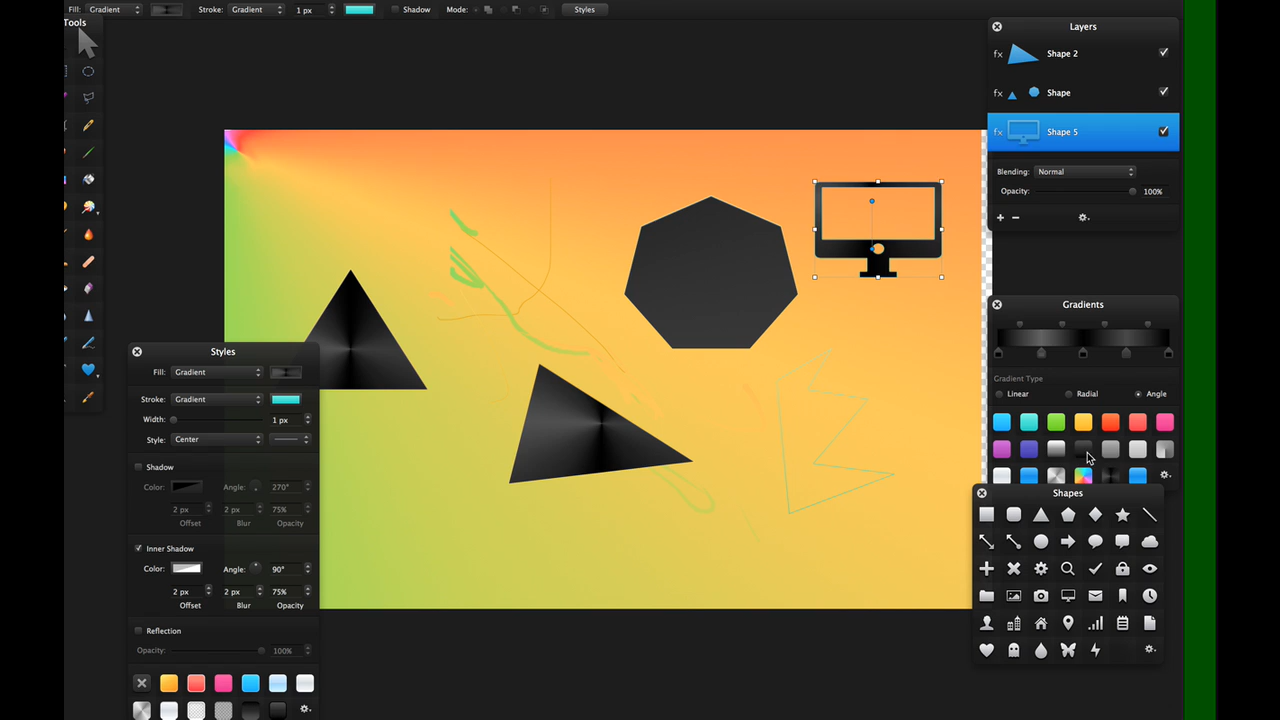 Fill: Gradient Stroke: Gradient 1 px Shadow Mode: Styles
Tools
Layers
fx Shape 2
fx Shape
fx Shape 5
Blending: Normal
Opacity: 100%
Gradients
Gradient Type
Linear Radial Angle
Shapes
Styles
Fill: Gradient
Stroke: Gradient
Width: 1 px
Style: Center
Shadow
Color: Angle: 270°
2 px 2 px 75%
Offset Blur Opacity
Inner Shadow
Color: Angle: 90°
2 px 2 px 75%
Offset Blur Opacity
Reflection
Opacity: 100%